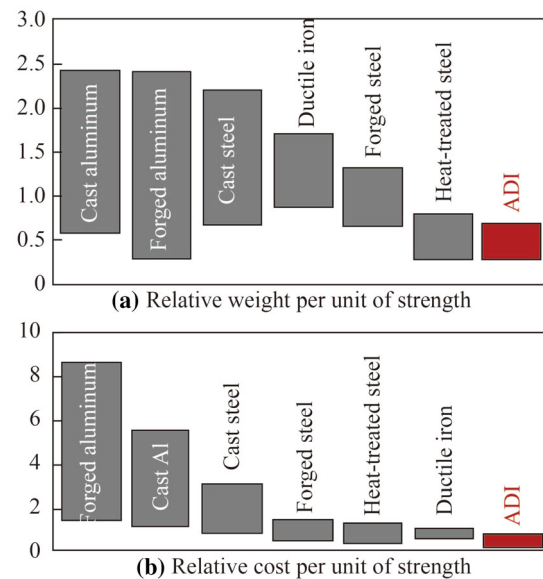 3.0
2.5
2.0
1.5
1.0
0.5
0
Cast aluminum
Forged aluminum
Cast steel
Ductile iron
Forged steel
Heat-treated steel
ADI
(a) Relative weight per unit of strength
10
8
6
4
2
0
Forged aluminum
Cast Al
Cast steel
Forged steel
Heat-treated steel
Ductile iron
ADI
(b) Relative cost per unit of strength